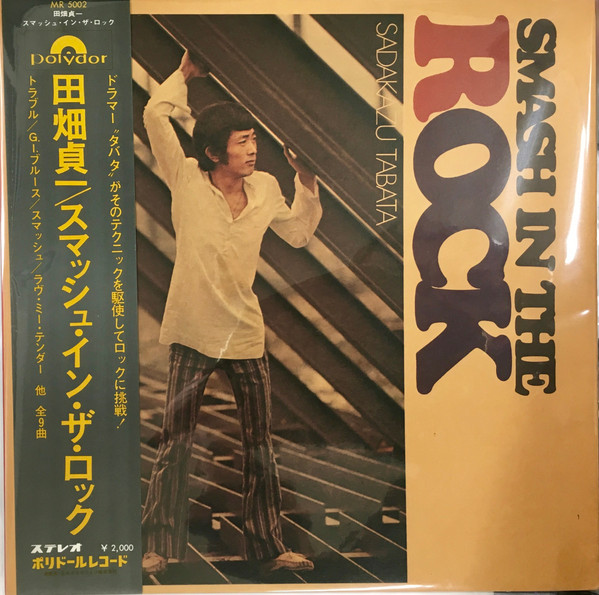 MR 5002
田畑貞一
スマッシュ・イン・ザ・ロック
Polydor
ドラマー“タバタ”がそのテクニックを駆使してロックに挑戦!
田畑貞一/スマッシュ・イン・ザ・ロック
トラブル/G.I.ブルース/スマッシュ/ラヴ・ミー・テンダー 他 全9曲
ステレオ ¥2,000
ポリドールレコード
SMASH IN THE
ROCK
SADAKAZU TABATA